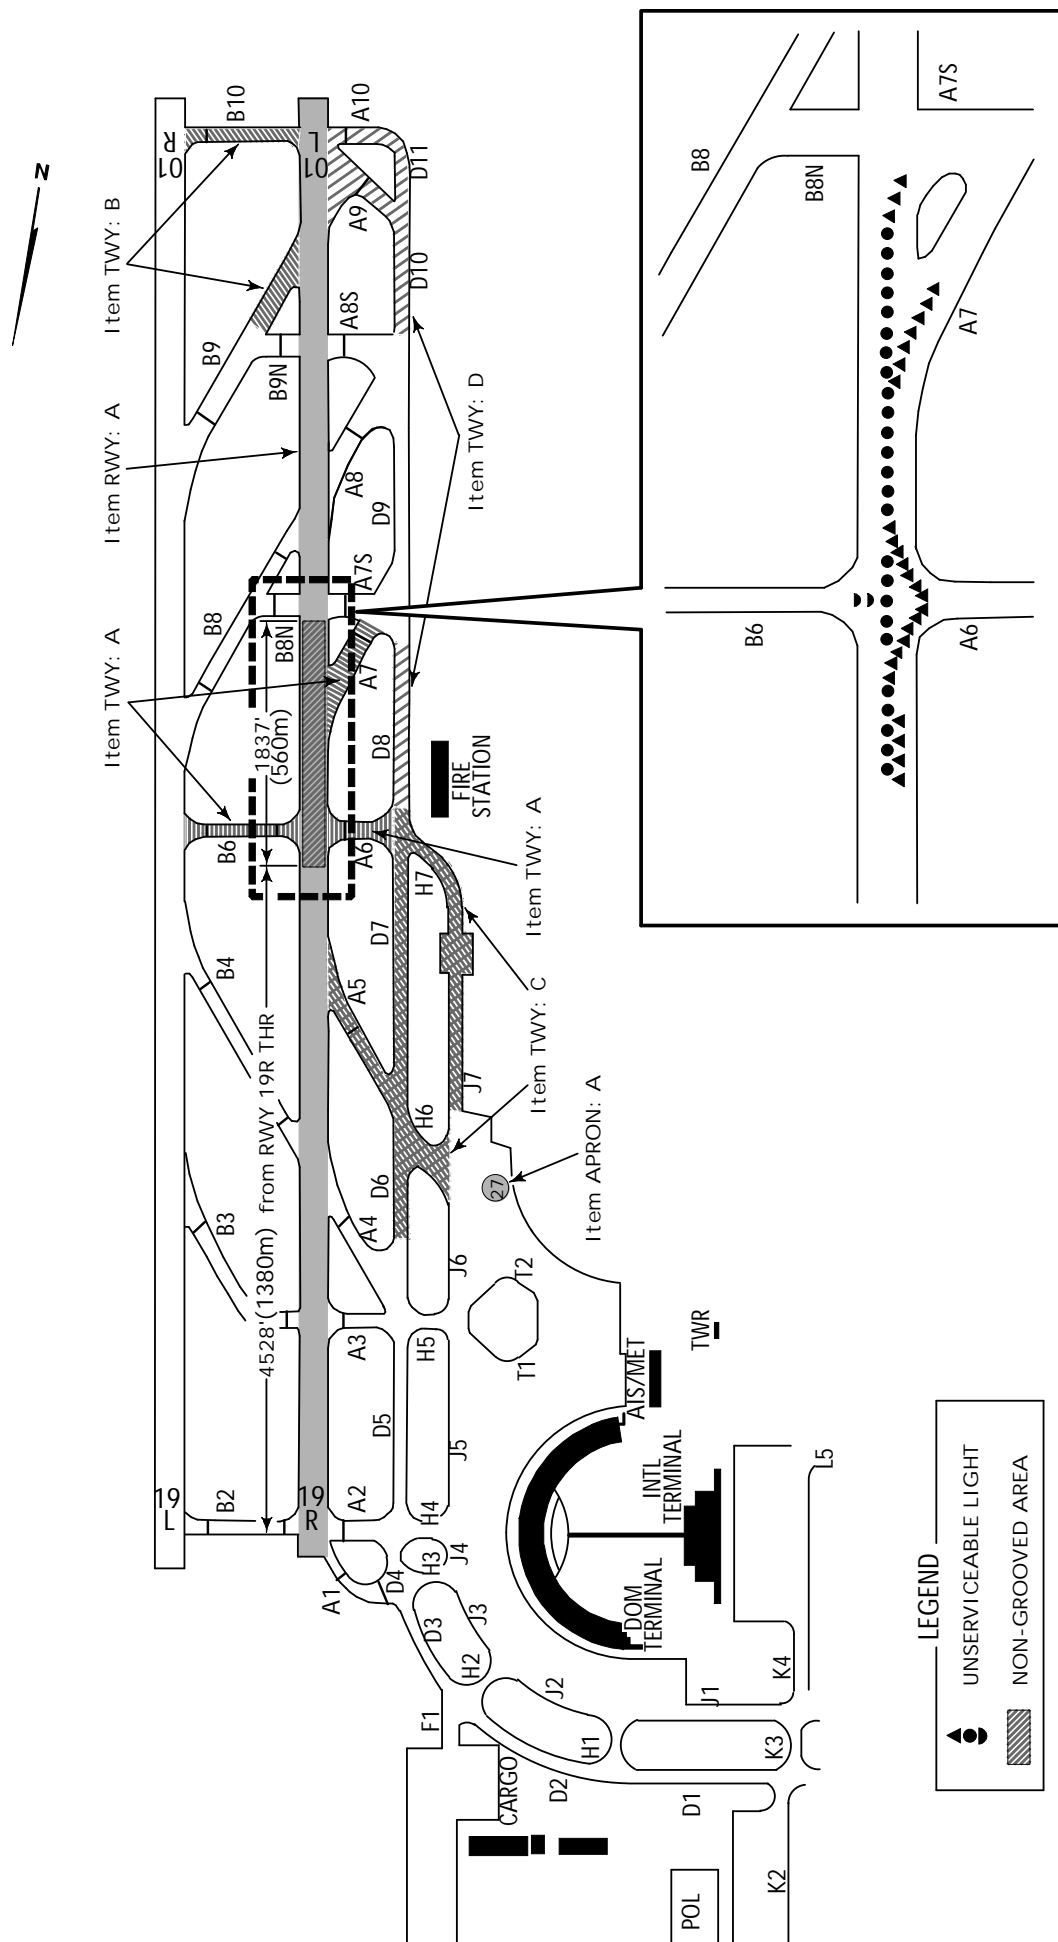 N
01
R
B10
01
L
A10
D11
A9
D10
A8S
B9
B9N
Item TWY: B
Item RWY: A
Item TWY: D
A8
D9
A7S
B8
B8N
A7
D8
Item TWY: A
1837'
(560m)
FIRE
STATION
B6
A6
H7
D7
Item TWY: A
B4
A5
Item TWY: C
J7
H6
4528'(1380m) from RWY 19R THR
D6
27
Item APRON: A
B3
A4
J6
T2
A3
H5
T1
TWR
AIS/MET
D5
J5
INTL
TERMINAL
L5
19
L
B2
19
R
A2
H4
H3
J4
D4
A1
D3
J3
H2
DOM
TERMINAL
K4
J2
J1
F1
H1
K3
CARGO
D2
D1
K2
POL
B8
A7S
B8N
A7
B6
A6
LEGEND
UNSERVICEABLE LIGHT
NON-GROOVED AREA